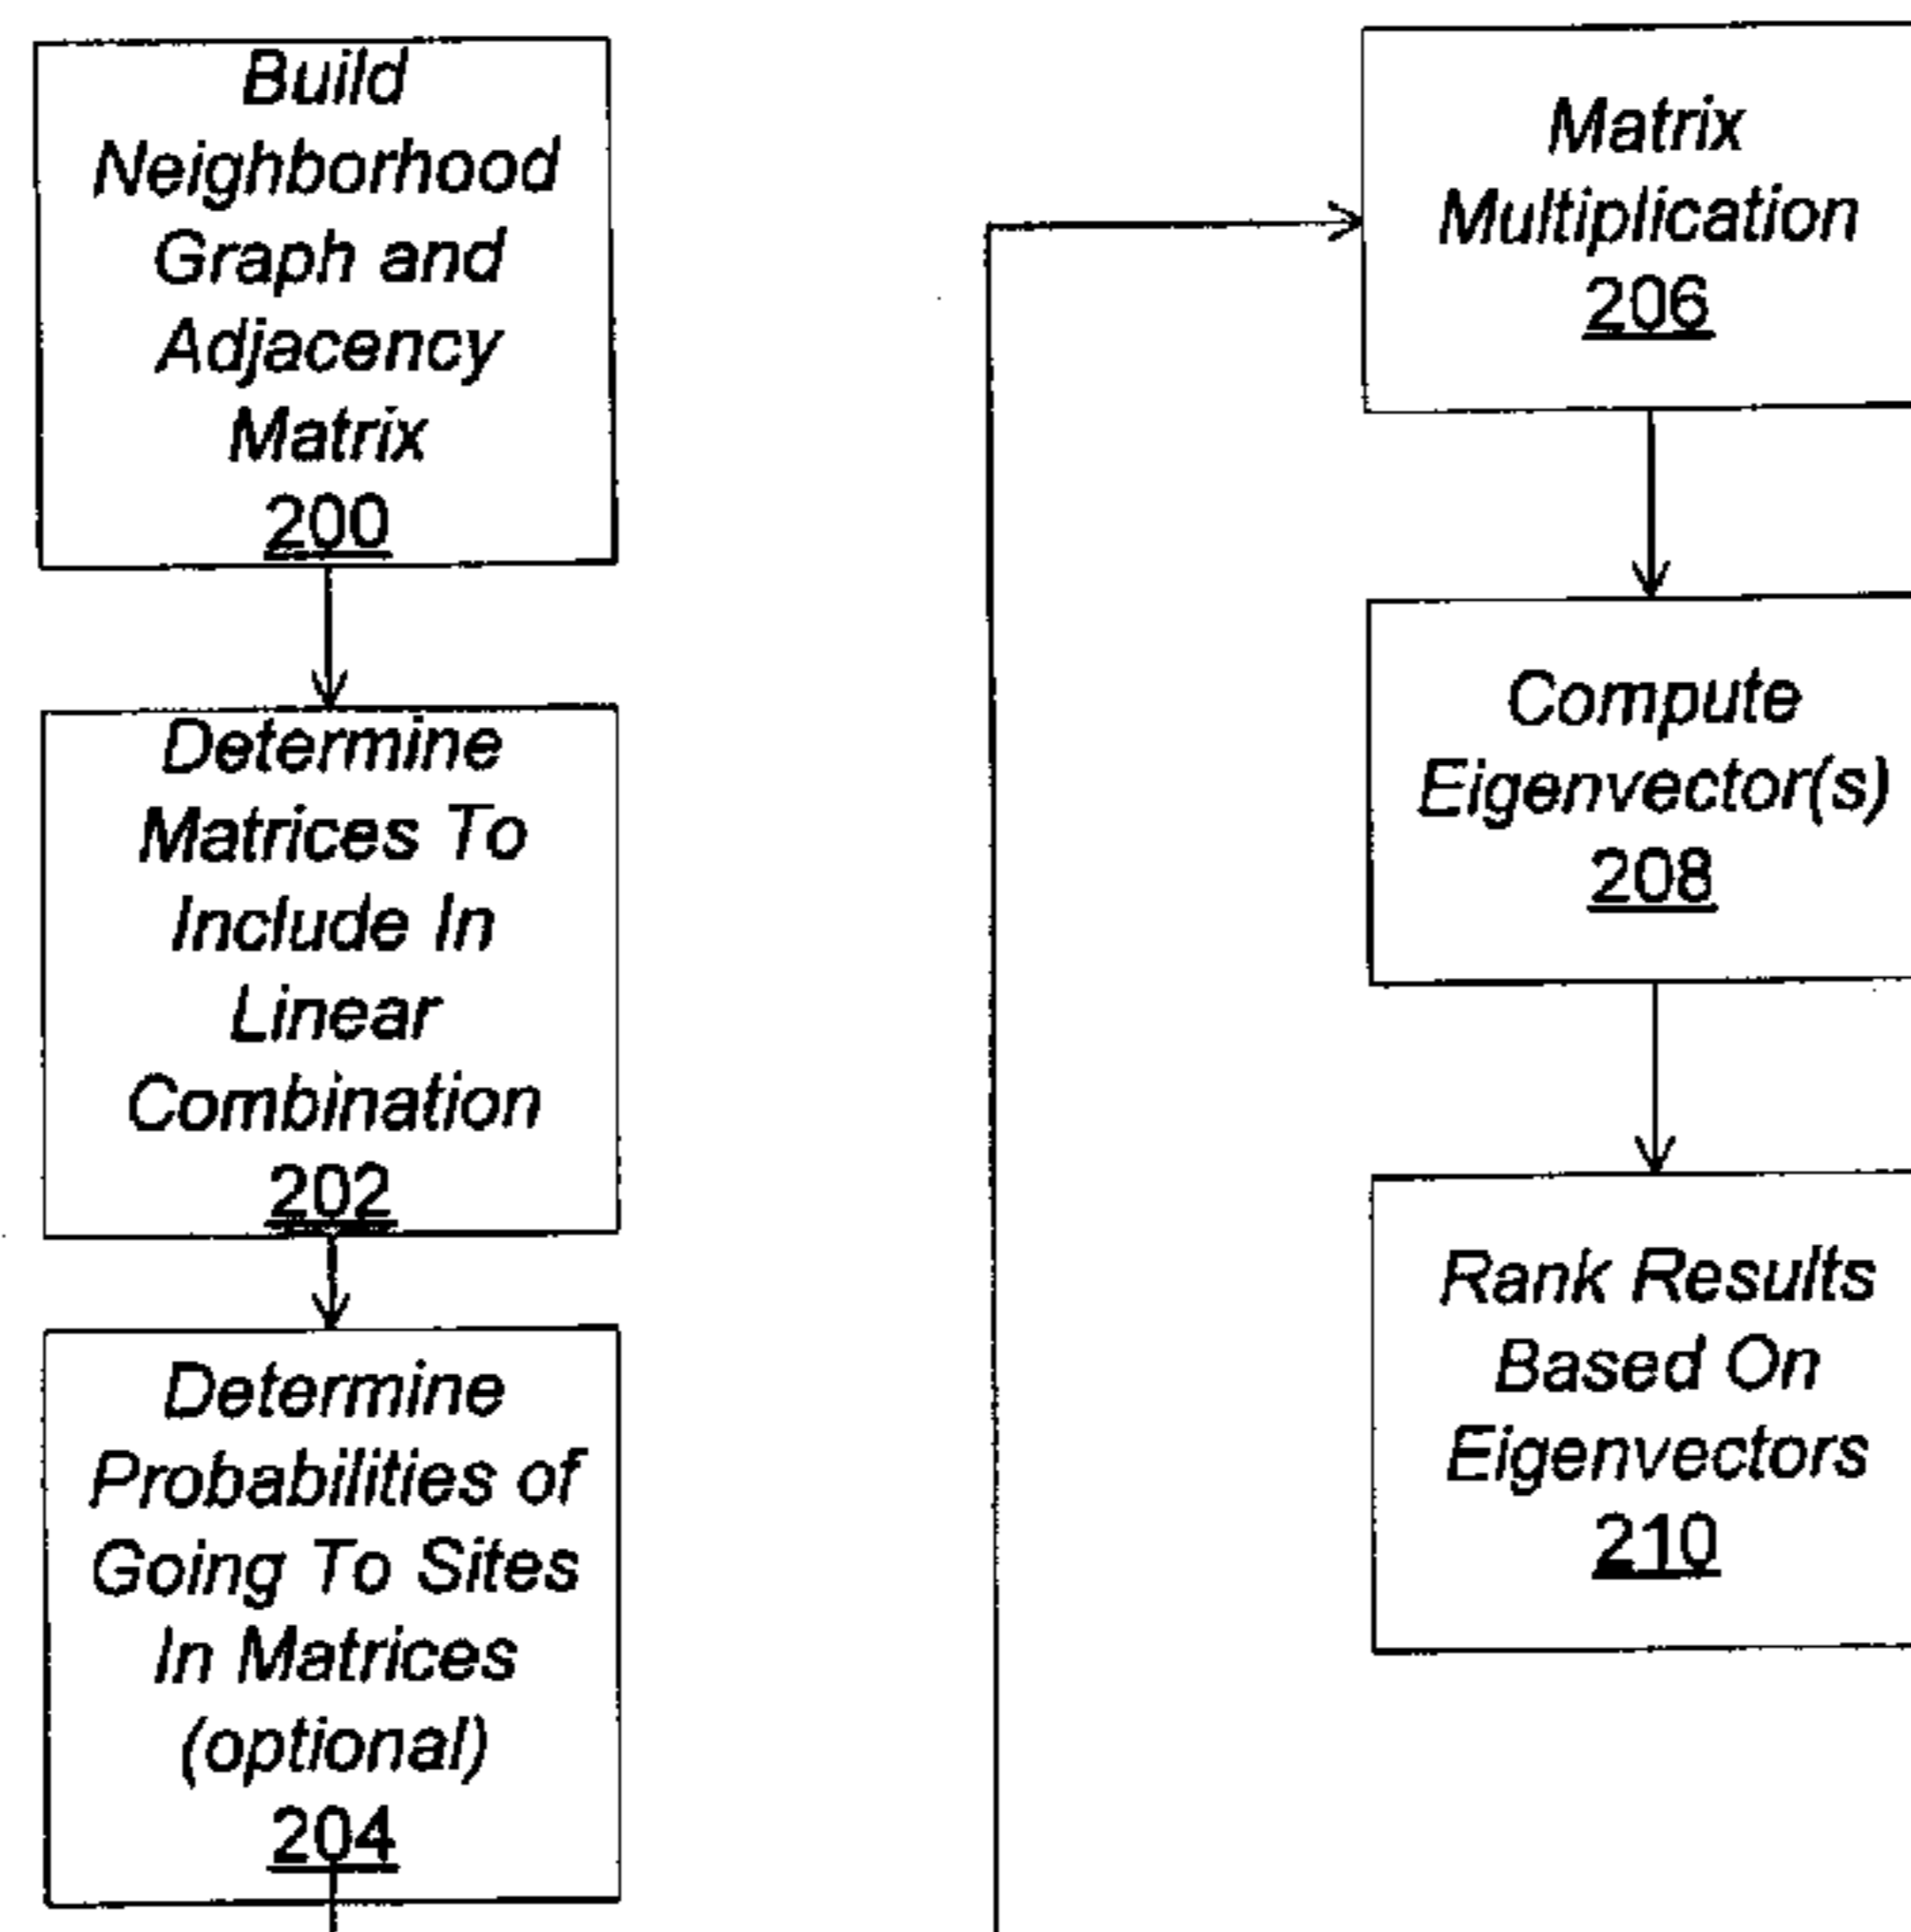 Build
Neighborhood
Graph and
Adjacency
Matrix
200
Determine
Matrices To
Include In
Linear
Combination
202
Determine
Probabilities of
Going To Sites
In Matrices
(optional)
204
Matrix
Multiplication
206
Compute
Eigenvector(s)
208
Rank Results
Based On
Eigenvectors
210